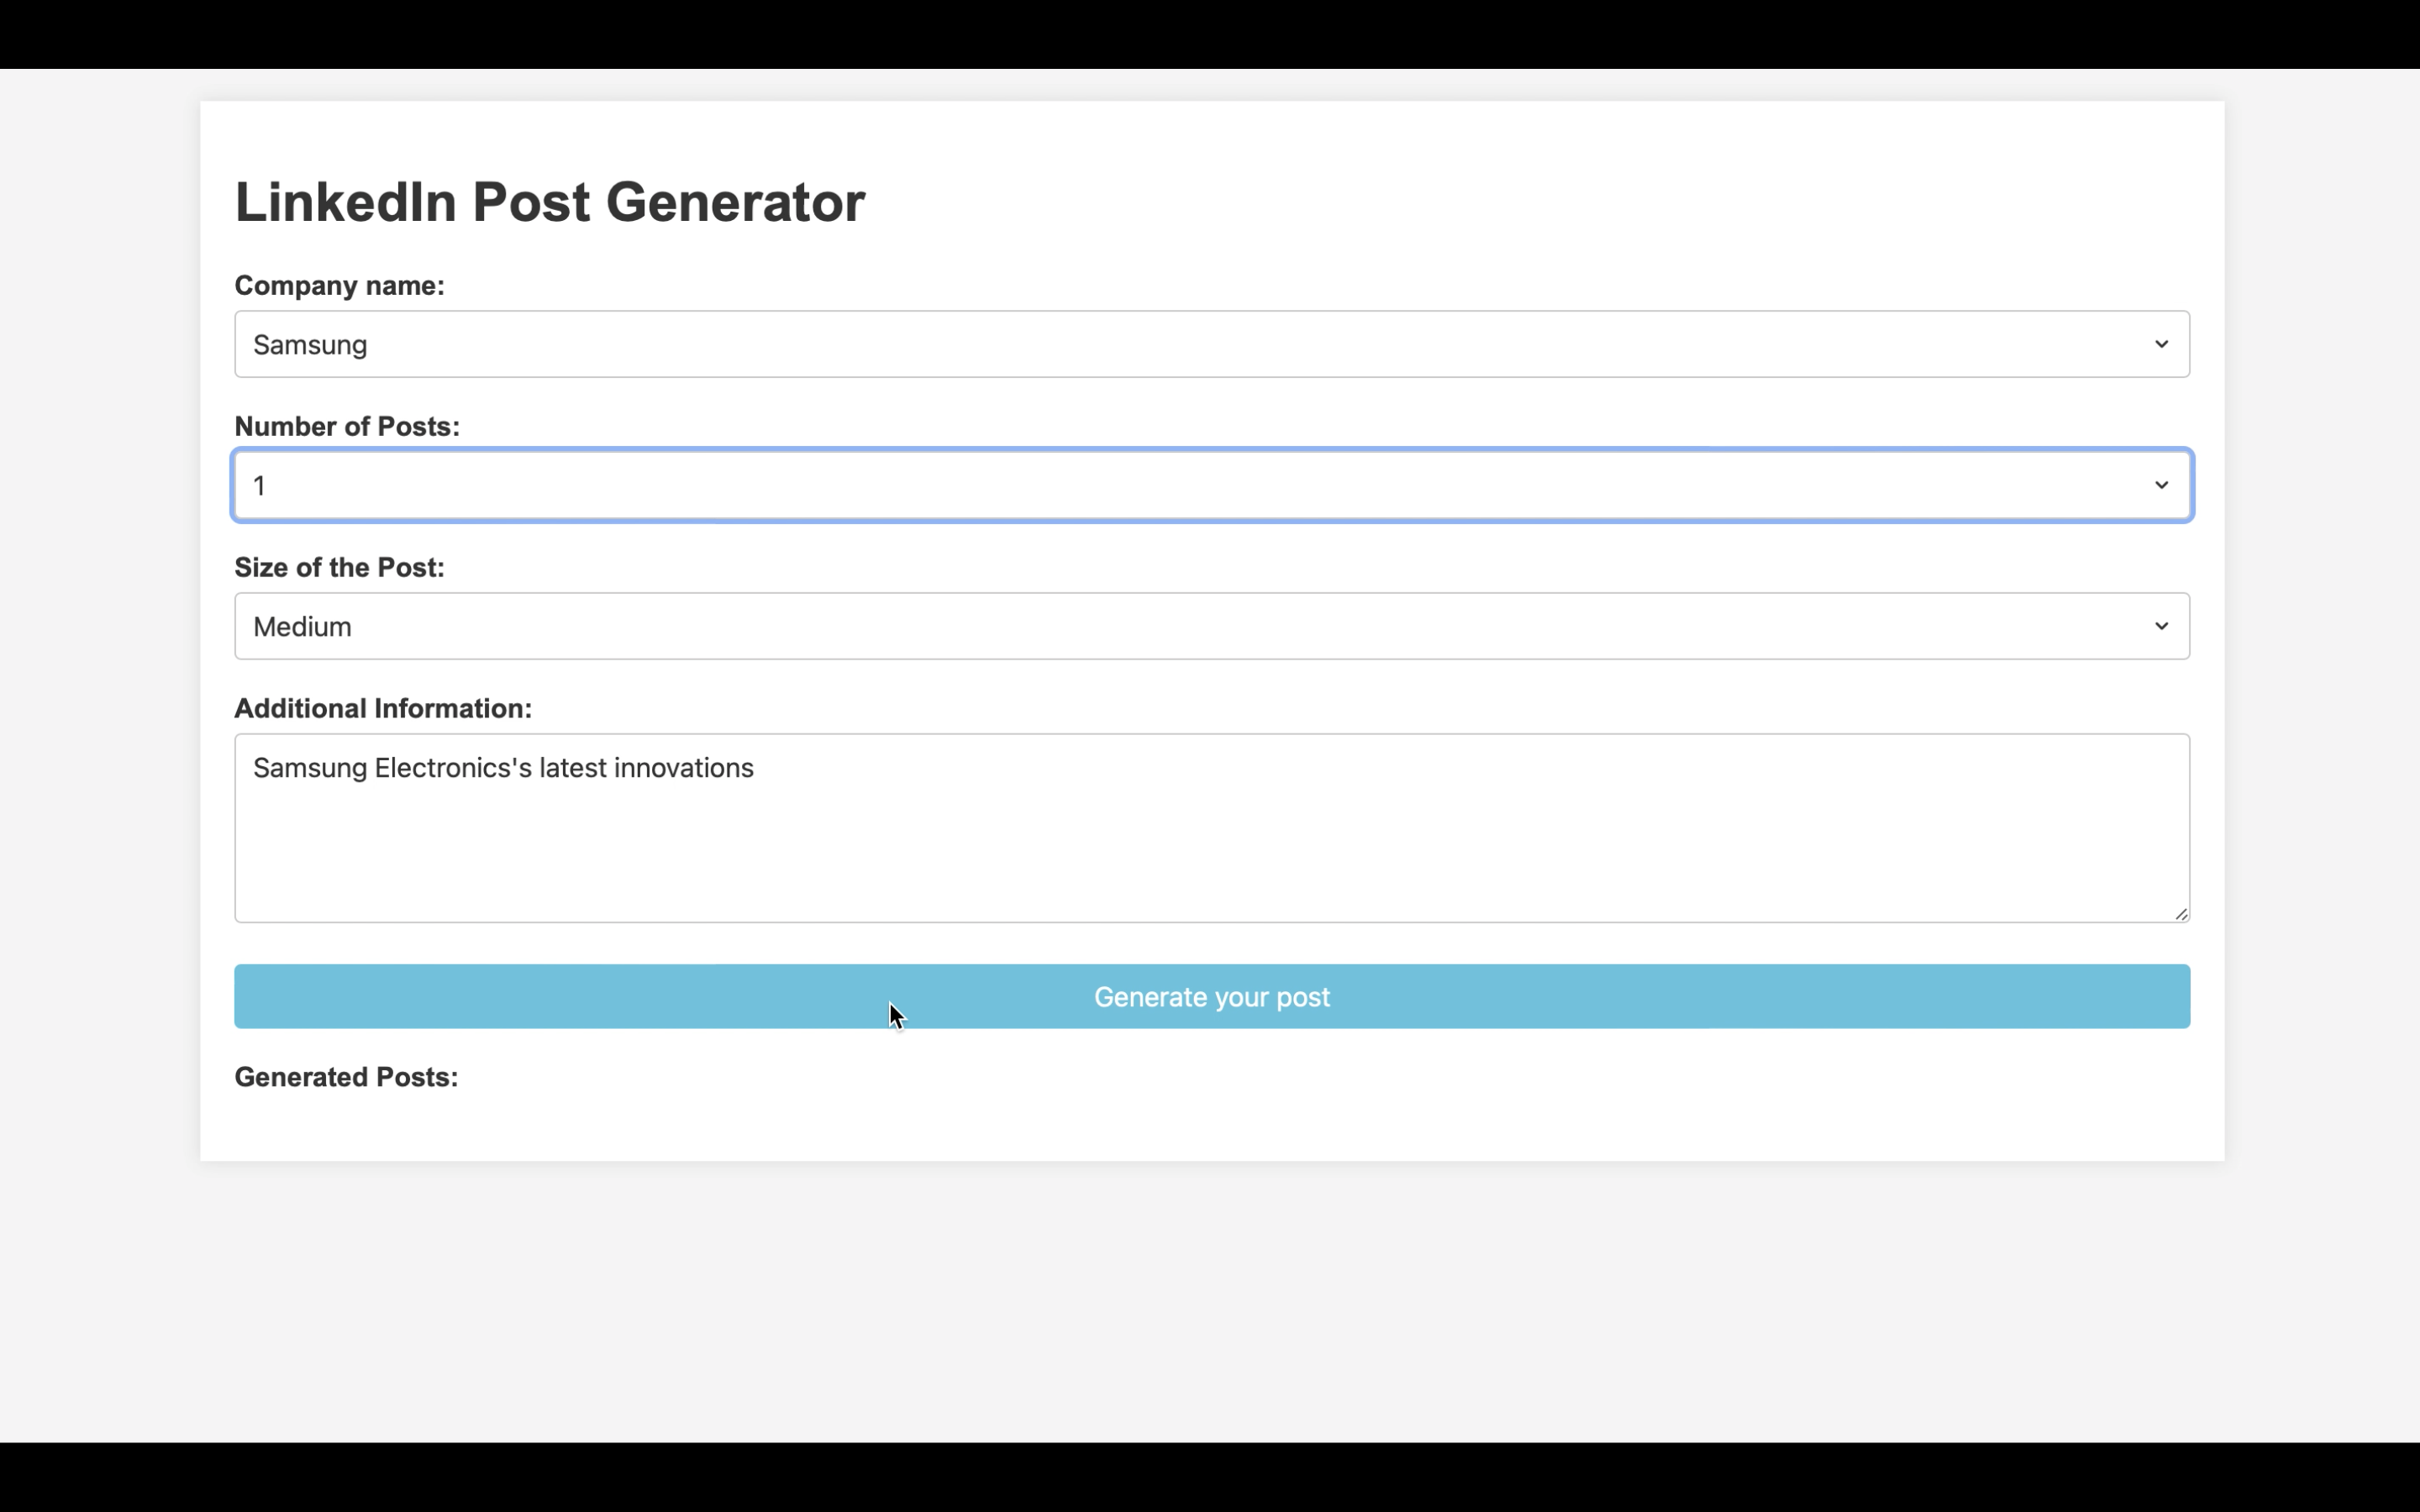 LinkedIn Post Generator
Company name:
Samsung
Number of Posts:
1
Size of the Post:
Medium
Additional Information:
Samsung Electronics's latest innovations
Generate your post
Generated Posts: